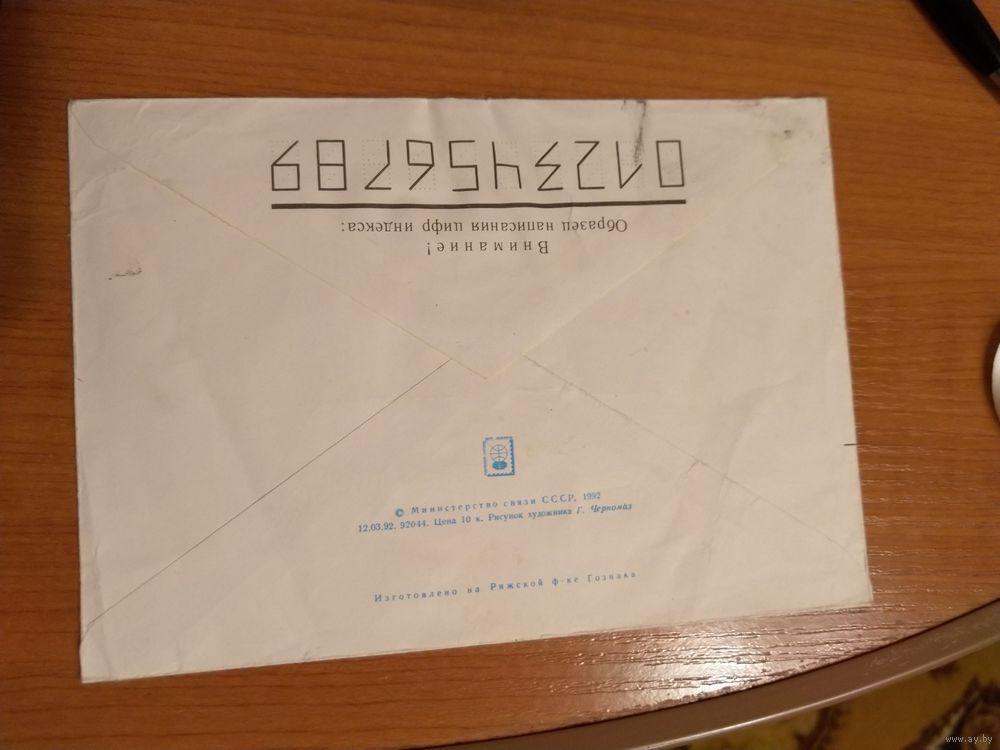 Внимание!
Образец написания цифр индекса:
0123456789
© Министерство связи СССР, 1992
12.03.92. 92044. Цена 10 к. Рисунок художника Г. Черномаз
Изготовлено на Ряжской ф-ке Гознака
www.ay.by